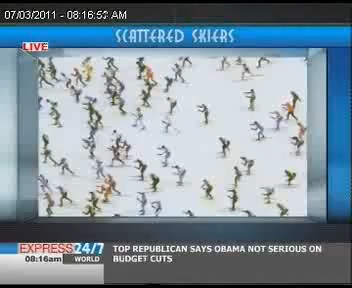 07/03/2011 - 08:16:53 AM
SCATTERED SKIERS
LIVE
EXPRESS 24/7
08:16am WORLD
TOP REPUBLICAN SAYS OBAMA NOT SERIOUS ON
BUDGET CUTS